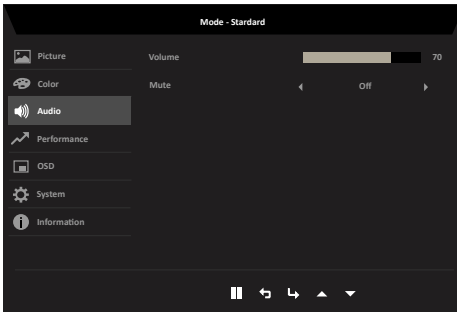 Mode - Stardard
Picture
Volume 70
Color
Mute Off
Audio
Performance
OSD
System
Information